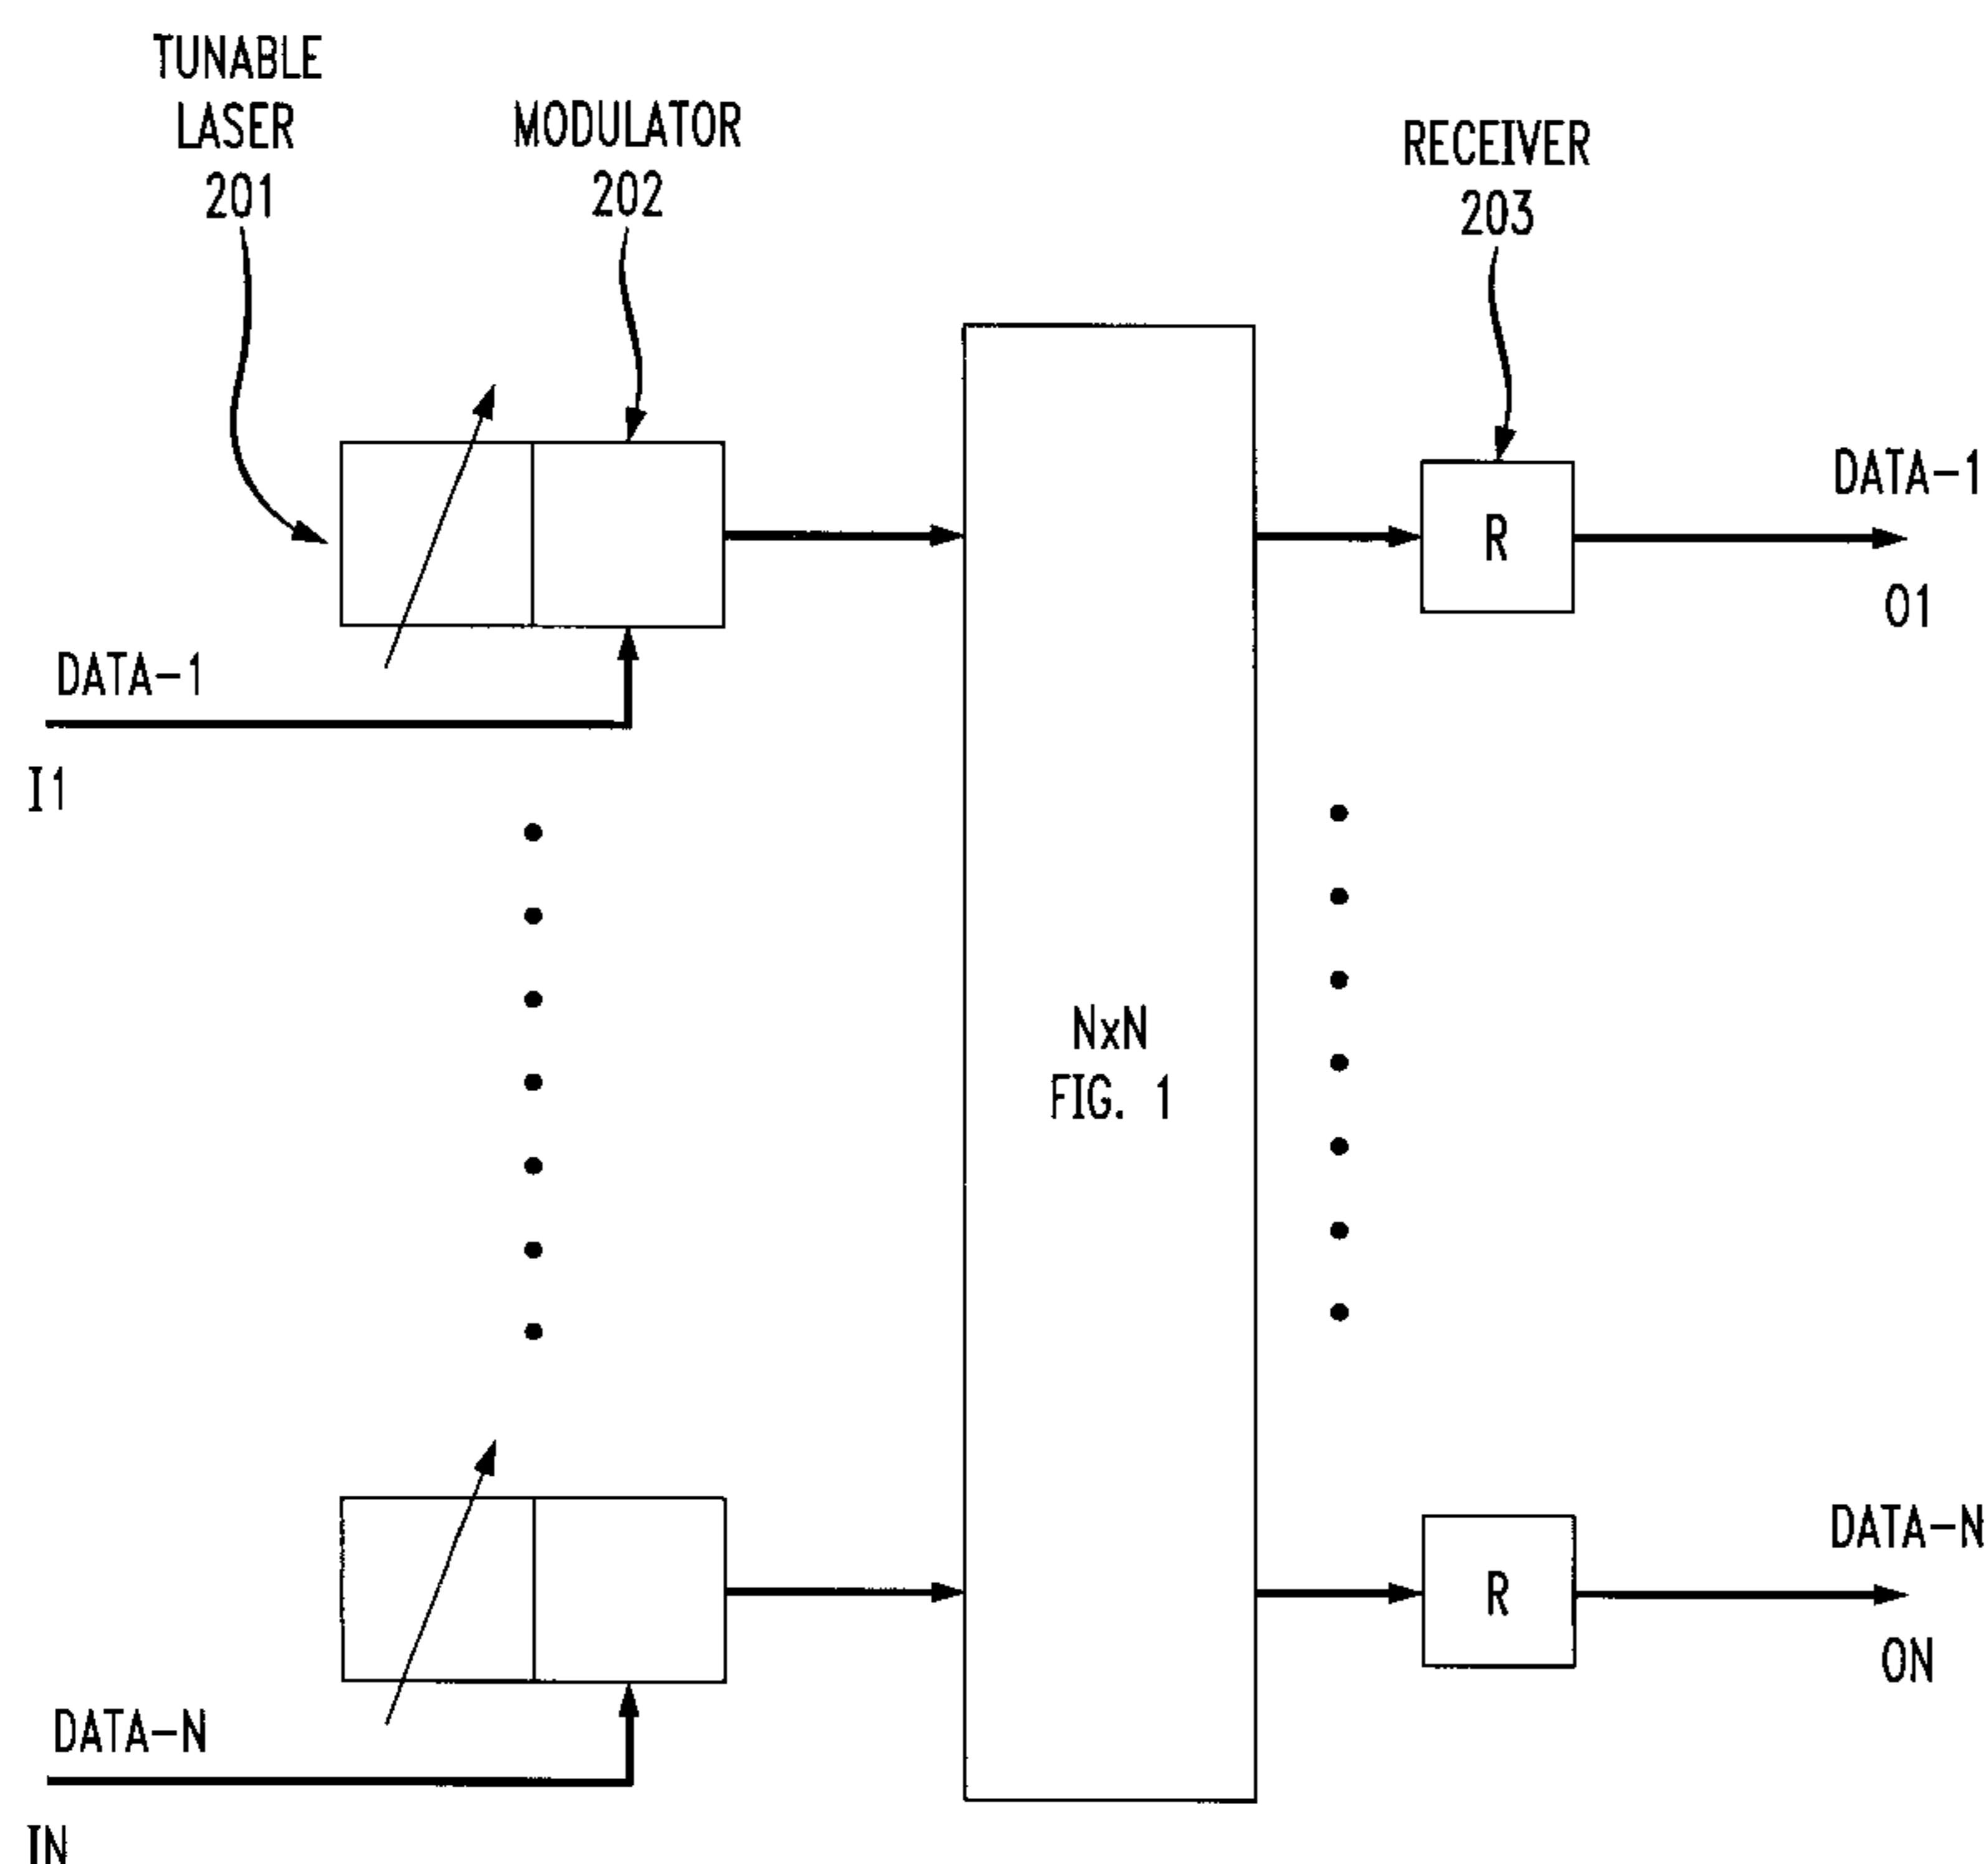 TUNABLE
LASER
201
MODULATOR
202
RECEIVER
203
DATA-1
I1
R
DATA-1
O1
NxN
FIG. 1
DATA-N
IN
R
DATA-N
ON